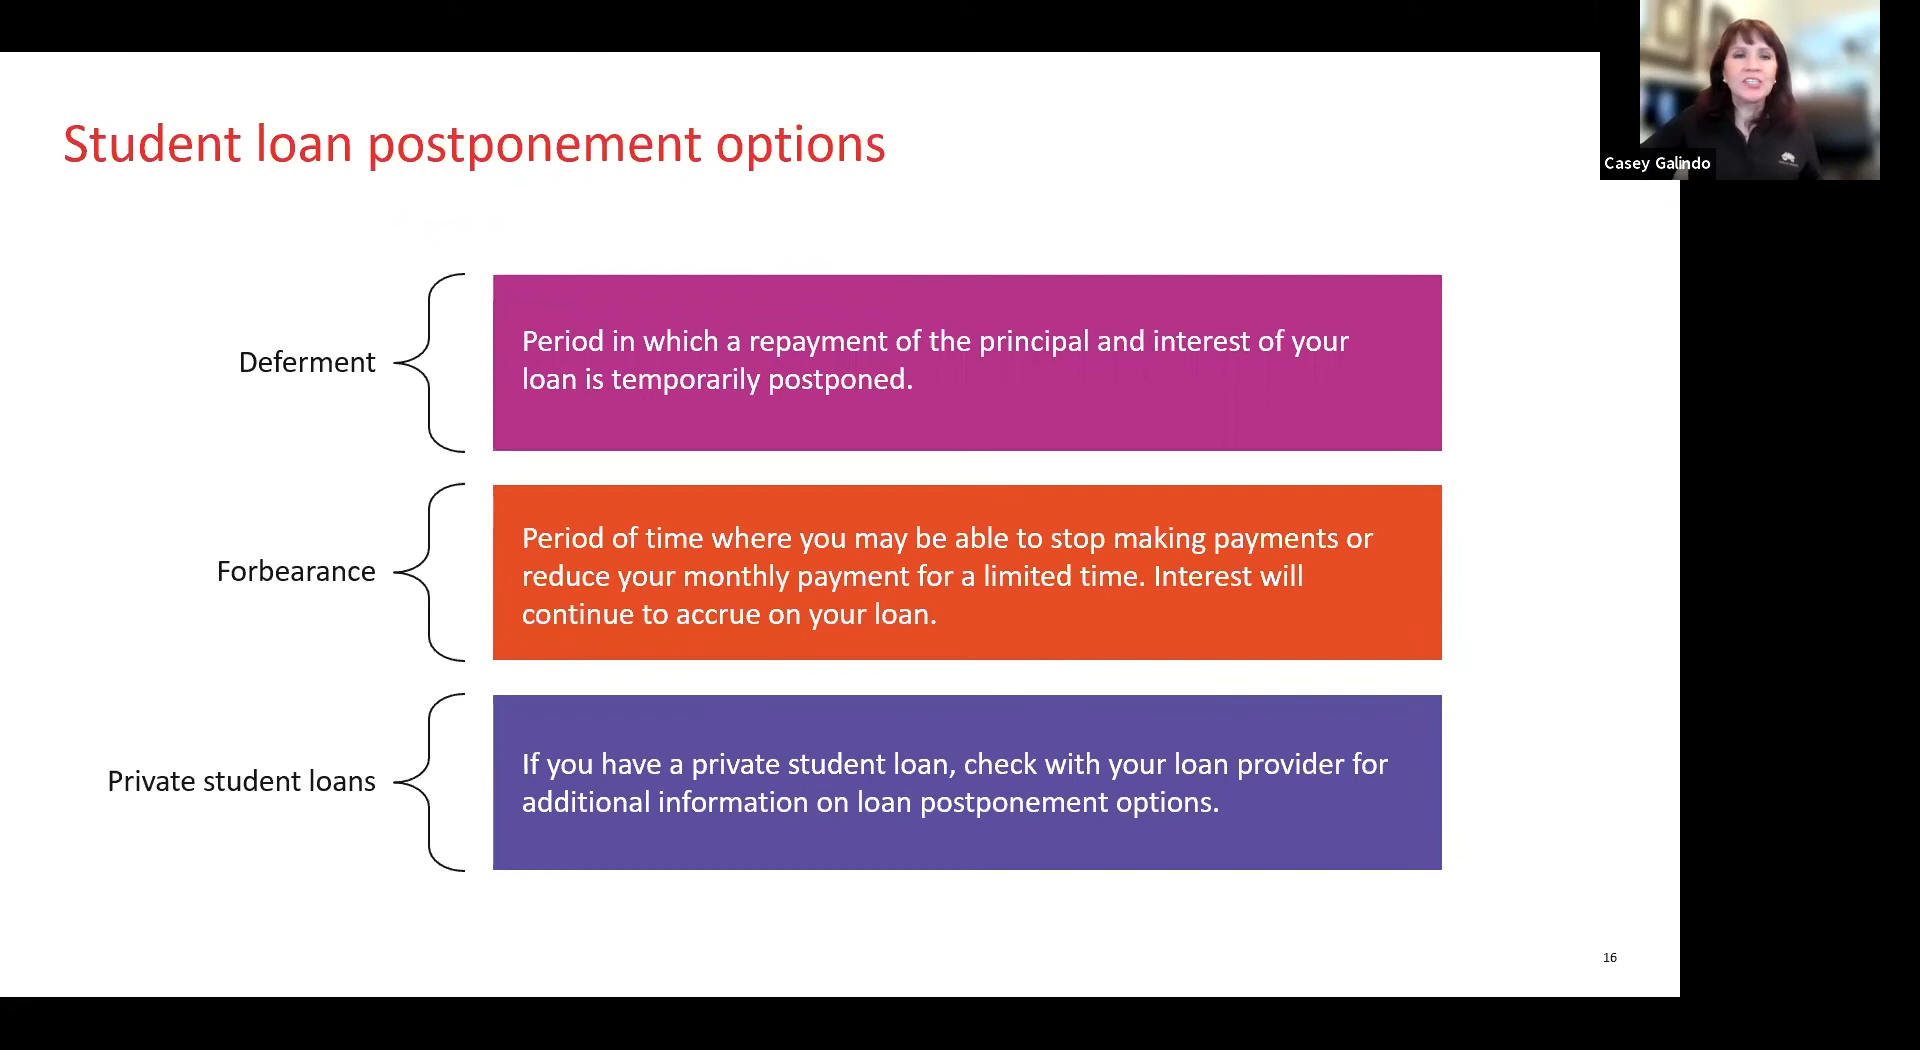 Student loan postponement options
Casey Galindo
Deferment
Period in which a repayment of the principal and interest of your
loan is temporarily postponed.
Forbearance
Period of time where you may be able to stop making payments or
reduce your monthly payment for a limited time. Interest will
continue to accrue on your loan.
Private student loans
If you have a private student loan, check with your loan provider for
additional information on loan postponement options.
16